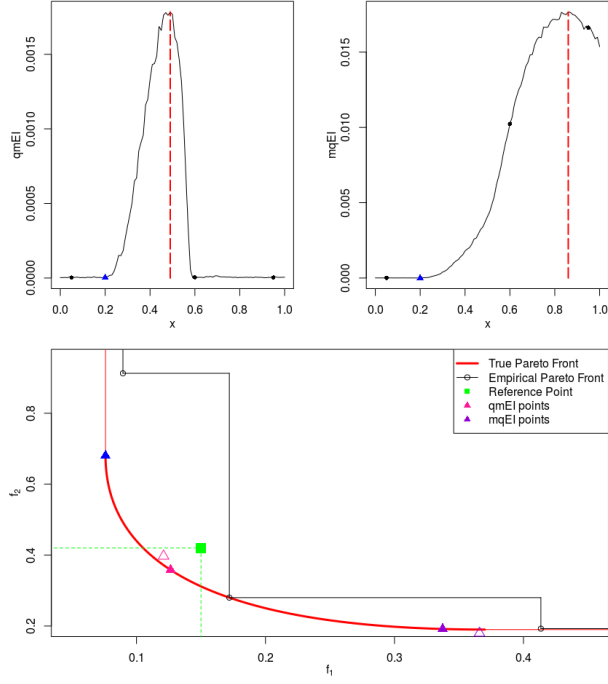 qmEI
0.0000
0.0005
0.0010
0.0015
0.0 0.2 0.4 0.6 0.8 1.0
x
mqEI
0.000
0.005
0.010
0.015
0.0 0.2 0.4 0.6 0.8 1.0
x
True Pareto Front
Empirical Pareto Front
Reference Point
qmEI points
mqEI points
f2
0.2
0.4
0.6
0.8
0.1 0.2 0.3 0.4
f1